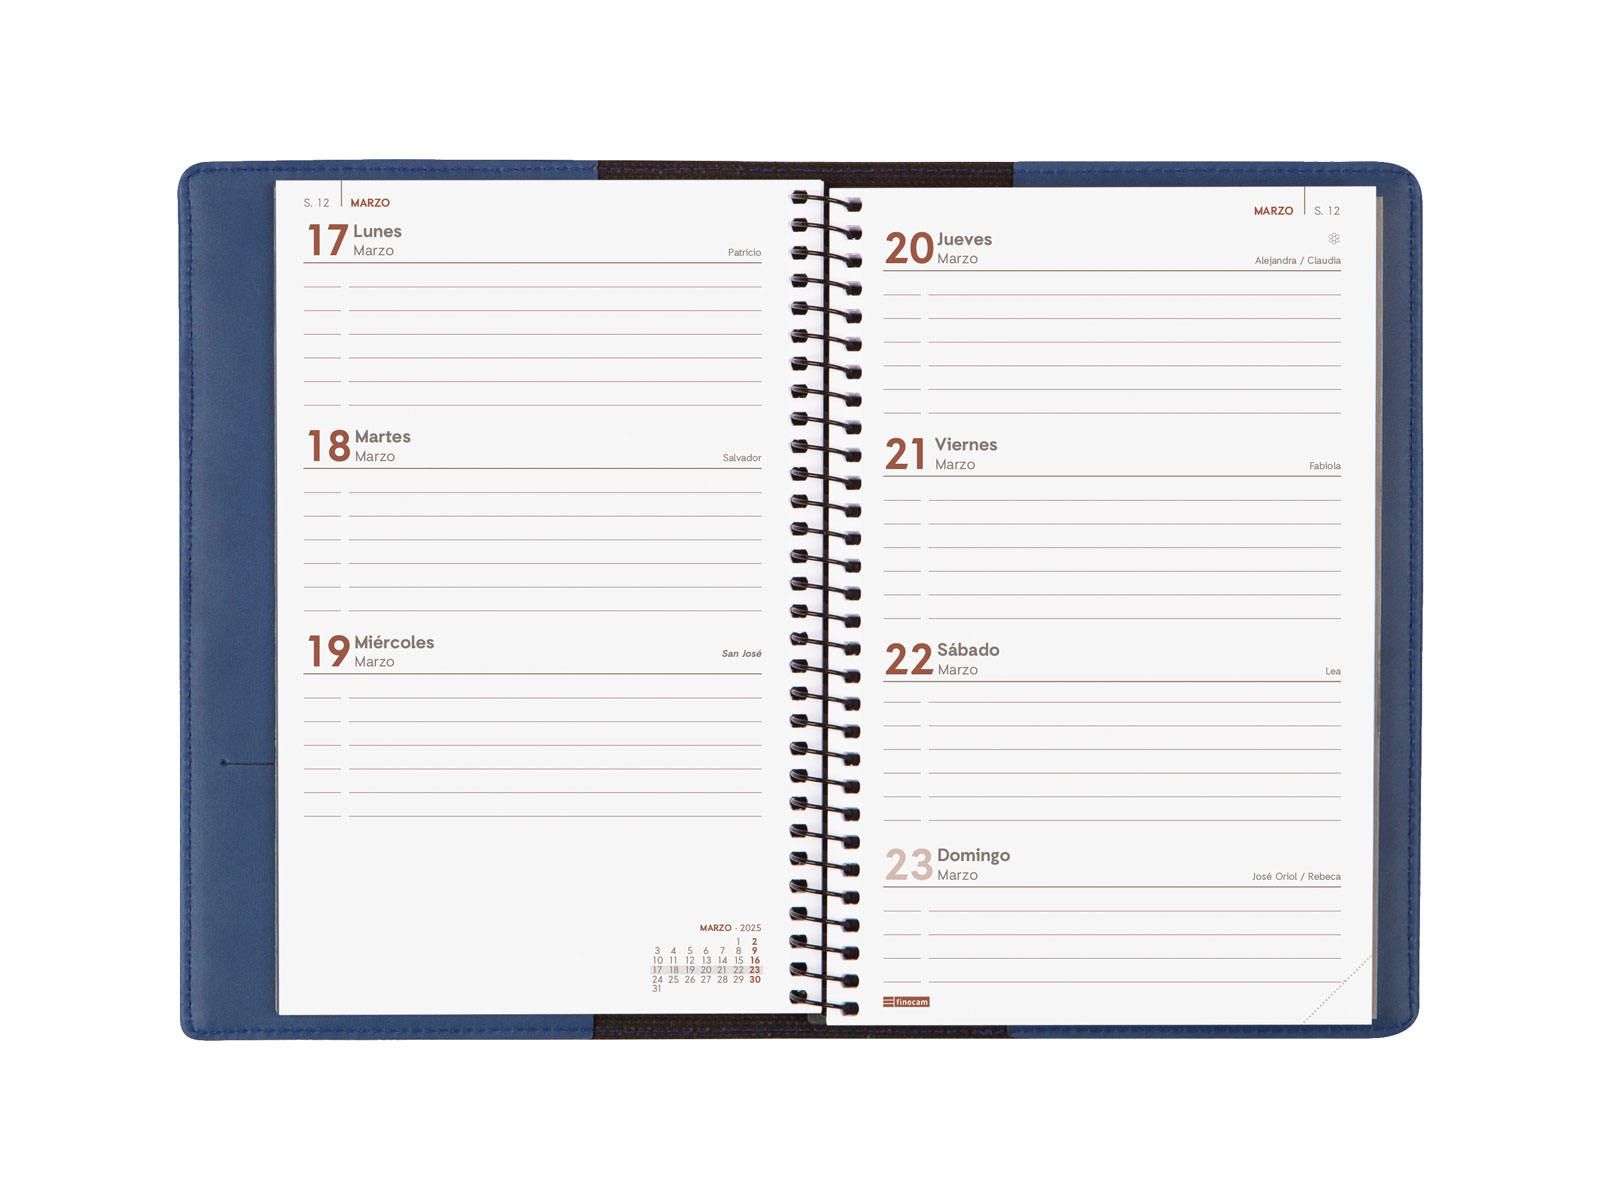 S. 12 MARZO
17 Lunes
Marzo Patricio
18 Martes
Marzo Salvador
19 Miércoles
Marzo San José
MARZO · 2025
1 2
3 4 5 6 7 8 9
10 11 12 13 14 15 16
17 18 19 20 21 22 23
24 25 26 27 28 29 30
31
MARZO S. 12
20 Jueves
Marzo Alejandra / Claudia
21 Viernes
Marzo Fabiola
22 Sábado
Marzo Lea
23 Domingo
Marzo José Oriol / Rebeca
finocam